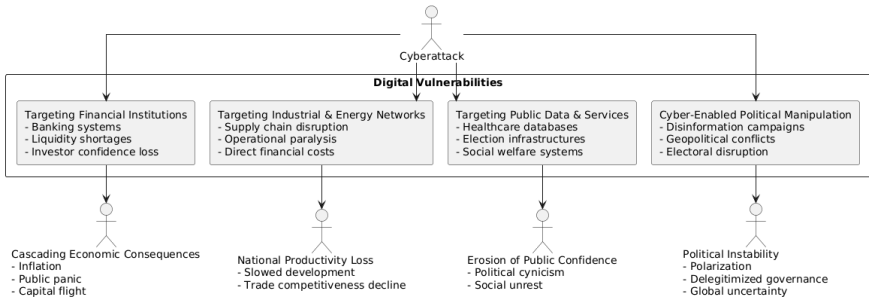 Cyberattack
Digital Vulnerabilities
Targeting Financial Institutions
- Banking systems
- Liquidity shortages
- Investor confidence loss
Targeting Industrial & Energy Networks
- Supply chain disruption
- Operational paralysis
- Direct financial costs
Targeting Public Data & Services
- Healthcare databases
- Election infrastructures
- Social welfare systems
Cyber-Enabled Political Manipulation
- Disinformation campaigns
- Geopolitical conflicts
- Electoral disruption
Cascading Economic Consequences
- Inflation
- Public panic
- Capital flight
National Productivity Loss
- Slowed development
- Trade competitiveness decline
Erosion of Public Confidence
- Political cynicism
- Social unrest
Political Instability
- Polarization
- Delegitimized governance
- Global uncertainty